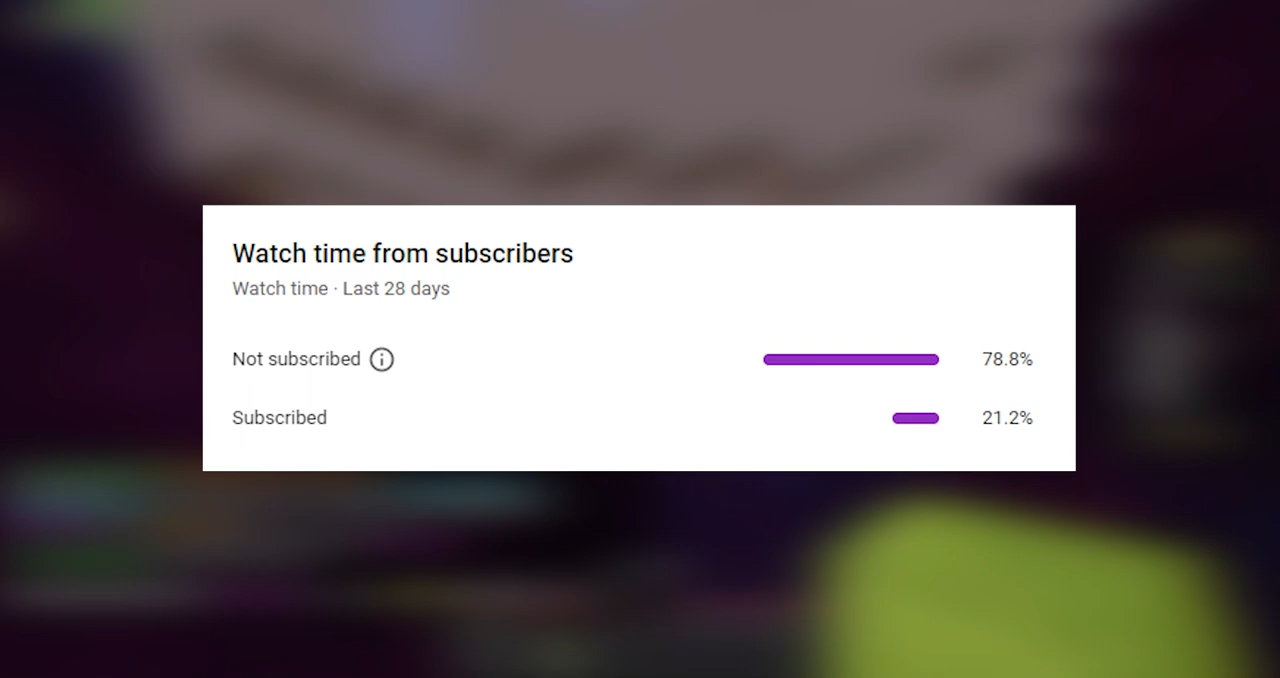 Watch time from subscribers
Watch time · Last 28 days
Not subscribed 78.8%
Subscribed 21.2%